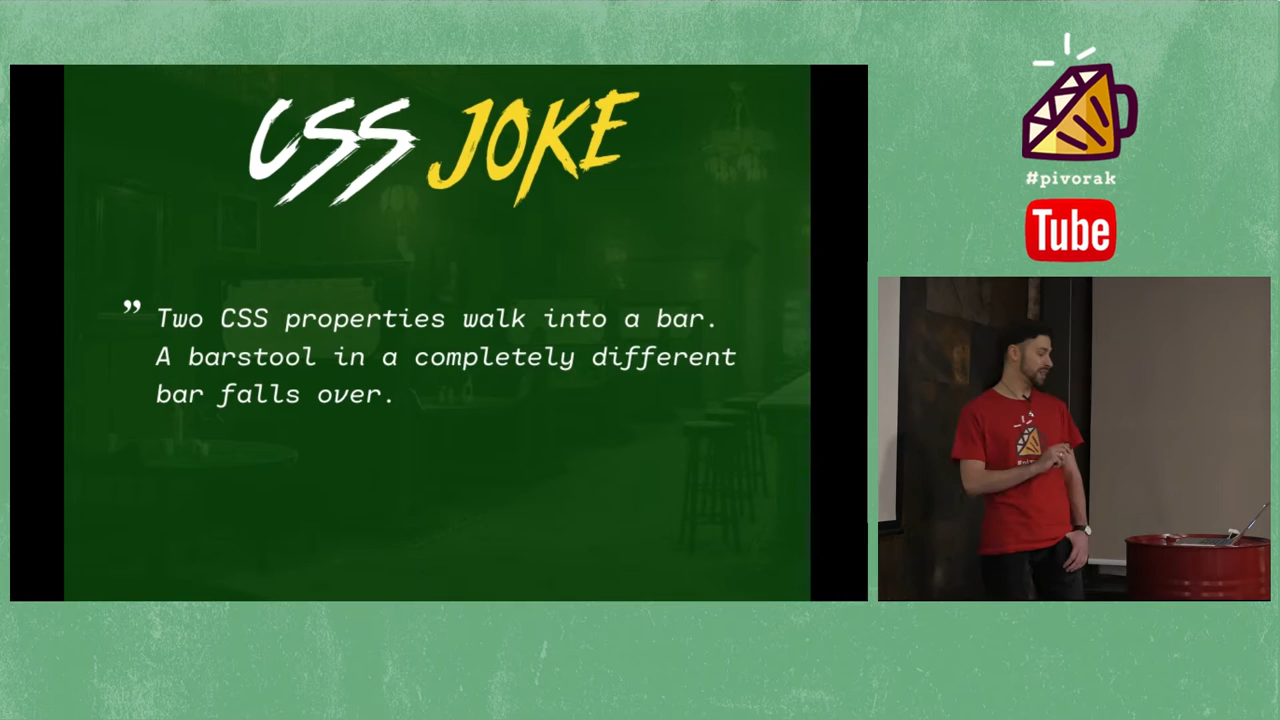 CSS JOKE
” Two CSS properties walk into a bar.
A barstool in a completely different
bar falls over.
#pivorak
Tube